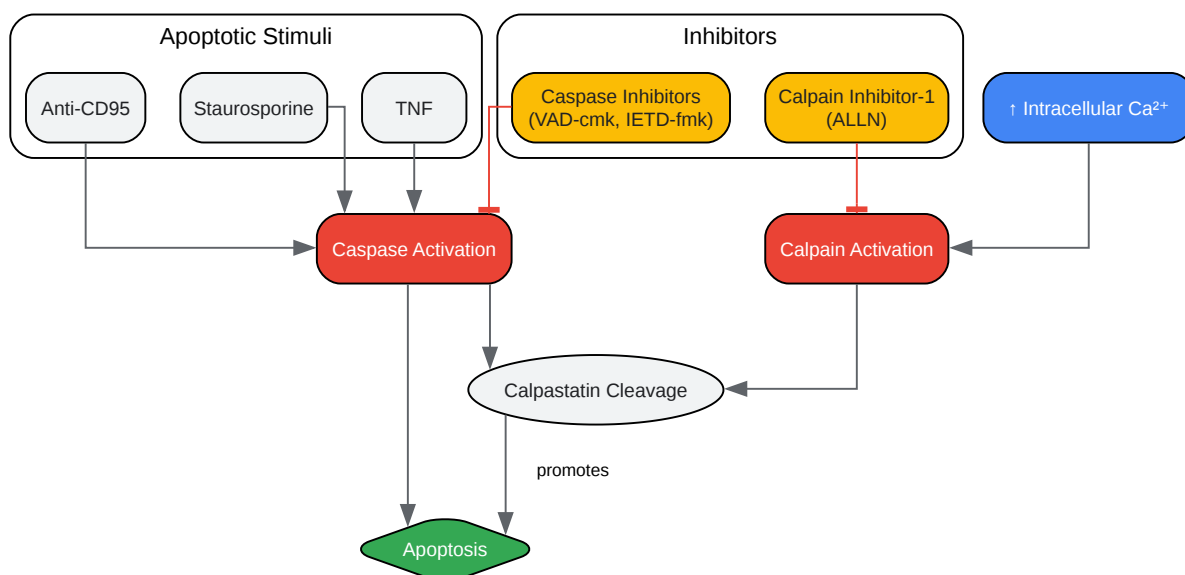 Apoptotic Stimuli
Inhibitors
Anti-CD95
Staurosporine
TNF
Caspase Inhibitors
(VAD-cmk, IETD-fmk)
Calpain Inhibitor-1
(ALLN)
↑ Intracellular Ca²⁺
Caspase Activation
Calpain Activation
Calpastatin Cleavage
promotes
Apoptosis